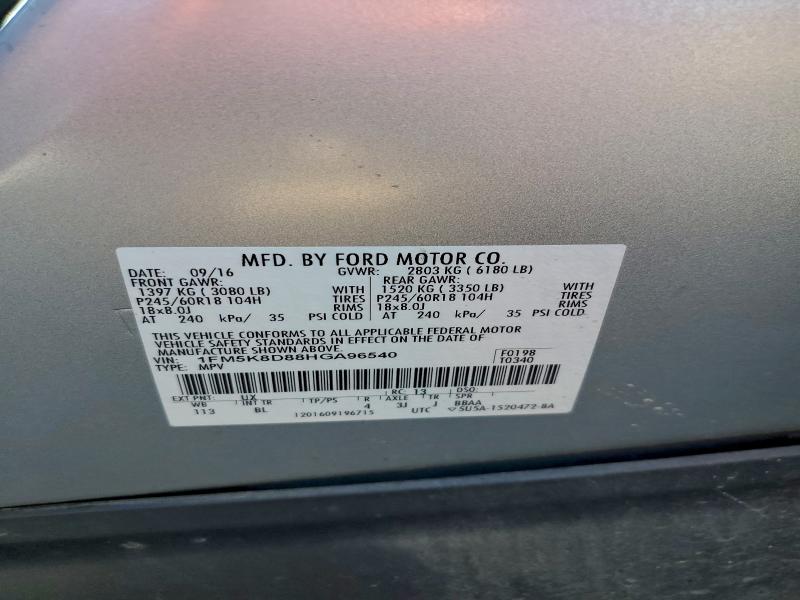 MFD. BY FORD MOTOR CO.
DATE: 09/16 GVWR: 2803 KG ( 6180 LB)
FRONT GAWR: REAR GAWR:
1397 KG ( 3080 LB) WITH 1520 KG ( 3350 LB) WITH
P245/60R18 104H TIRES P245/60R18 104H TIRES
18x8.0J RIMS 18x8.0J RIMS
AT 240 kPa/ 35 PSI COLD AT 240 kPa/ 35 PSI COLD
THIS VEHICLE CONFORMS TO ALL APPLICABLE FEDERAL MOTOR
VEHICLE SAFETY STANDARDS IN EFFECT ON THE DATE OF
MANUFACTURE SHOWN ABOVE.
VIN: 1FM5K8D88HGA96540 F0198
TYPE: MPV T0340
EXT PNT: UX RC: 13 DSO:
WB INT TR TP/PS R AXLE TR SPR
113 BL 4 3J J BBAA
1201609196715 UTC SU5A-1520472-BA